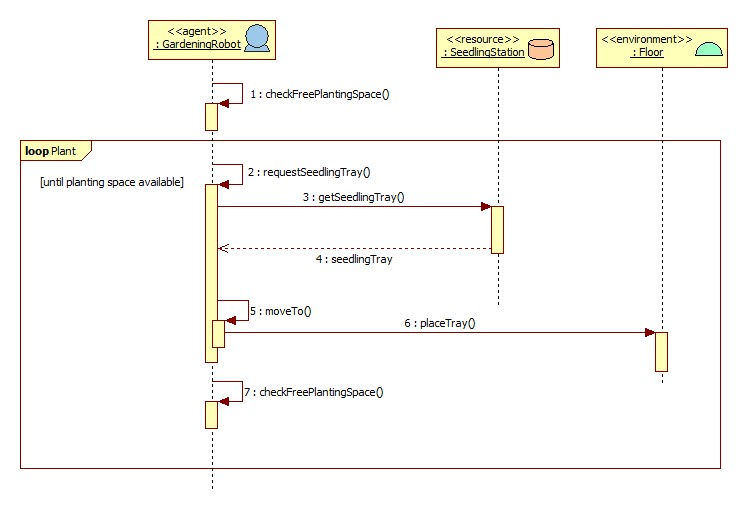 <<agent>>
: GardeningRobot
<<resource>>
: SeedlingStation
<<environment>>
: Floor
1 : checkFreePlantingSpace()
loop Plant
[until planting space available]
2 : requestSeedlingTray()
3 : getSeedlingTray()
4 : seedlingTray
5 : moveTo()
6 : placeTray()
7 : checkFreePlantingSpace()